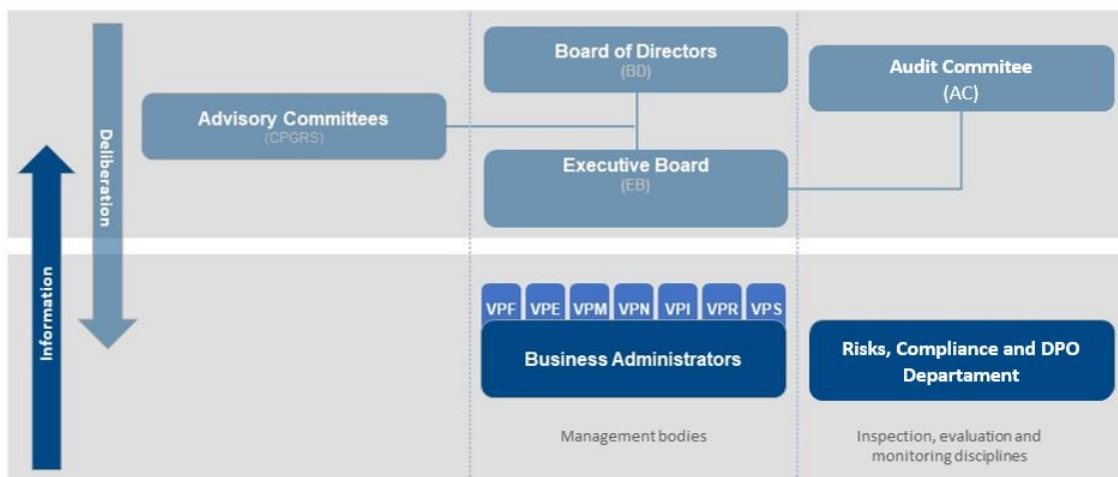 Board of Directors
(BD)
Audit Commitee
(AC)
Advisory Committees
(CPGRS)
Executive Board
(EB)
Deliberation
Information
VPF VPE VPM VPN VPI VPR VPS
Business Administrators
Risks, Compliance and DPO
Departament
Management bodies
Inspection, evaluation and
monitoring disciplines